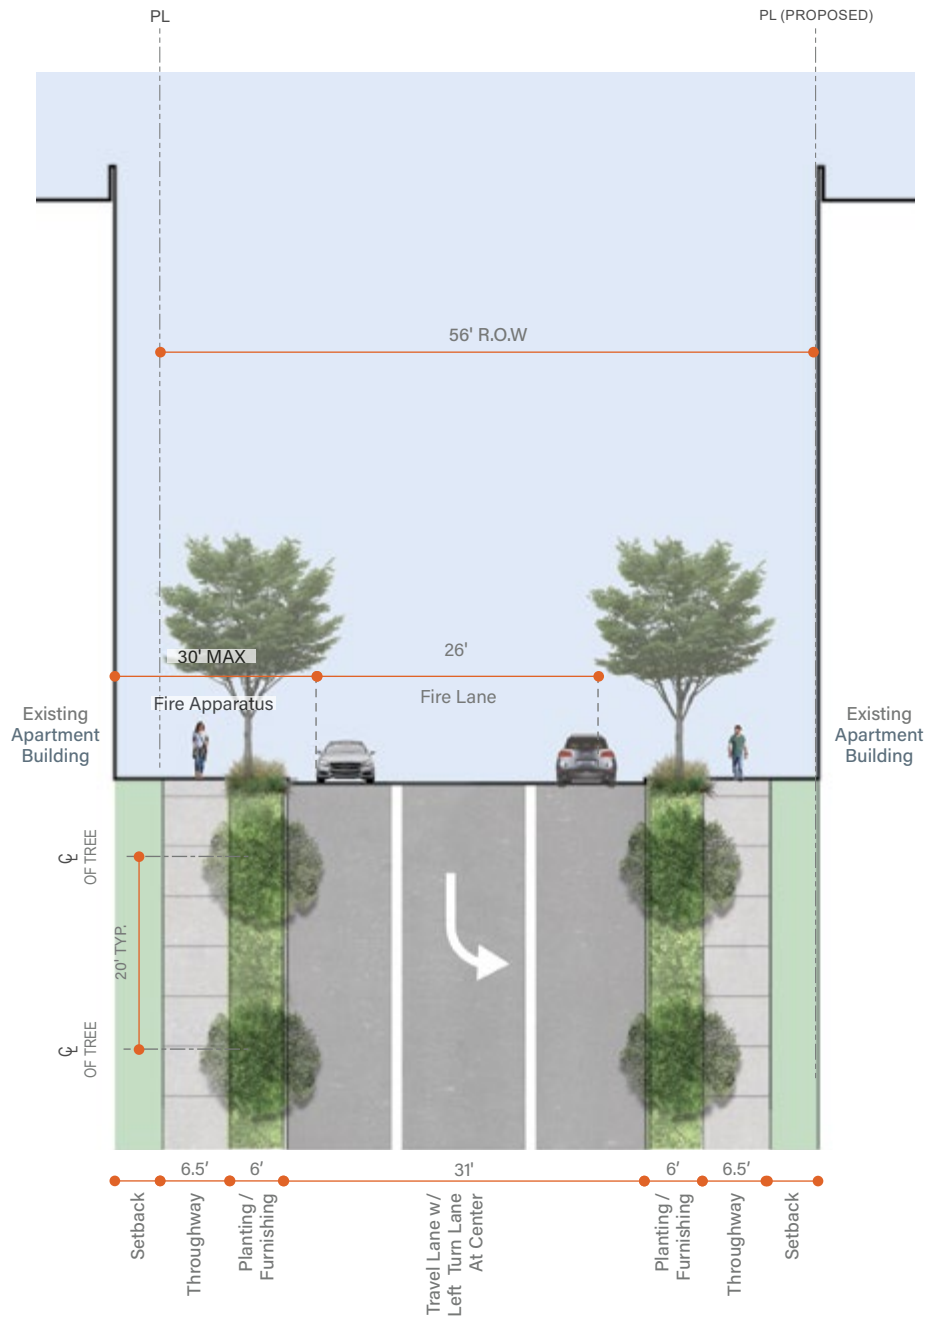 PL
PL (PROPOSED)
56' R.O.W
30' MAX
Fire Apparatus
26'
Fire Lane
Existing
Apartment
Building
Existing
Apartment
Building
℄
OF TREE
20' TYP.
℄
OF TREE
6.5'
6'
31'
6'
6.5'
Setback
Throughway
Planting /
Furnishing
Travel Lane w/
Left Turn Lane
At Center
Planting /
Furnishing
Throughway
Setback